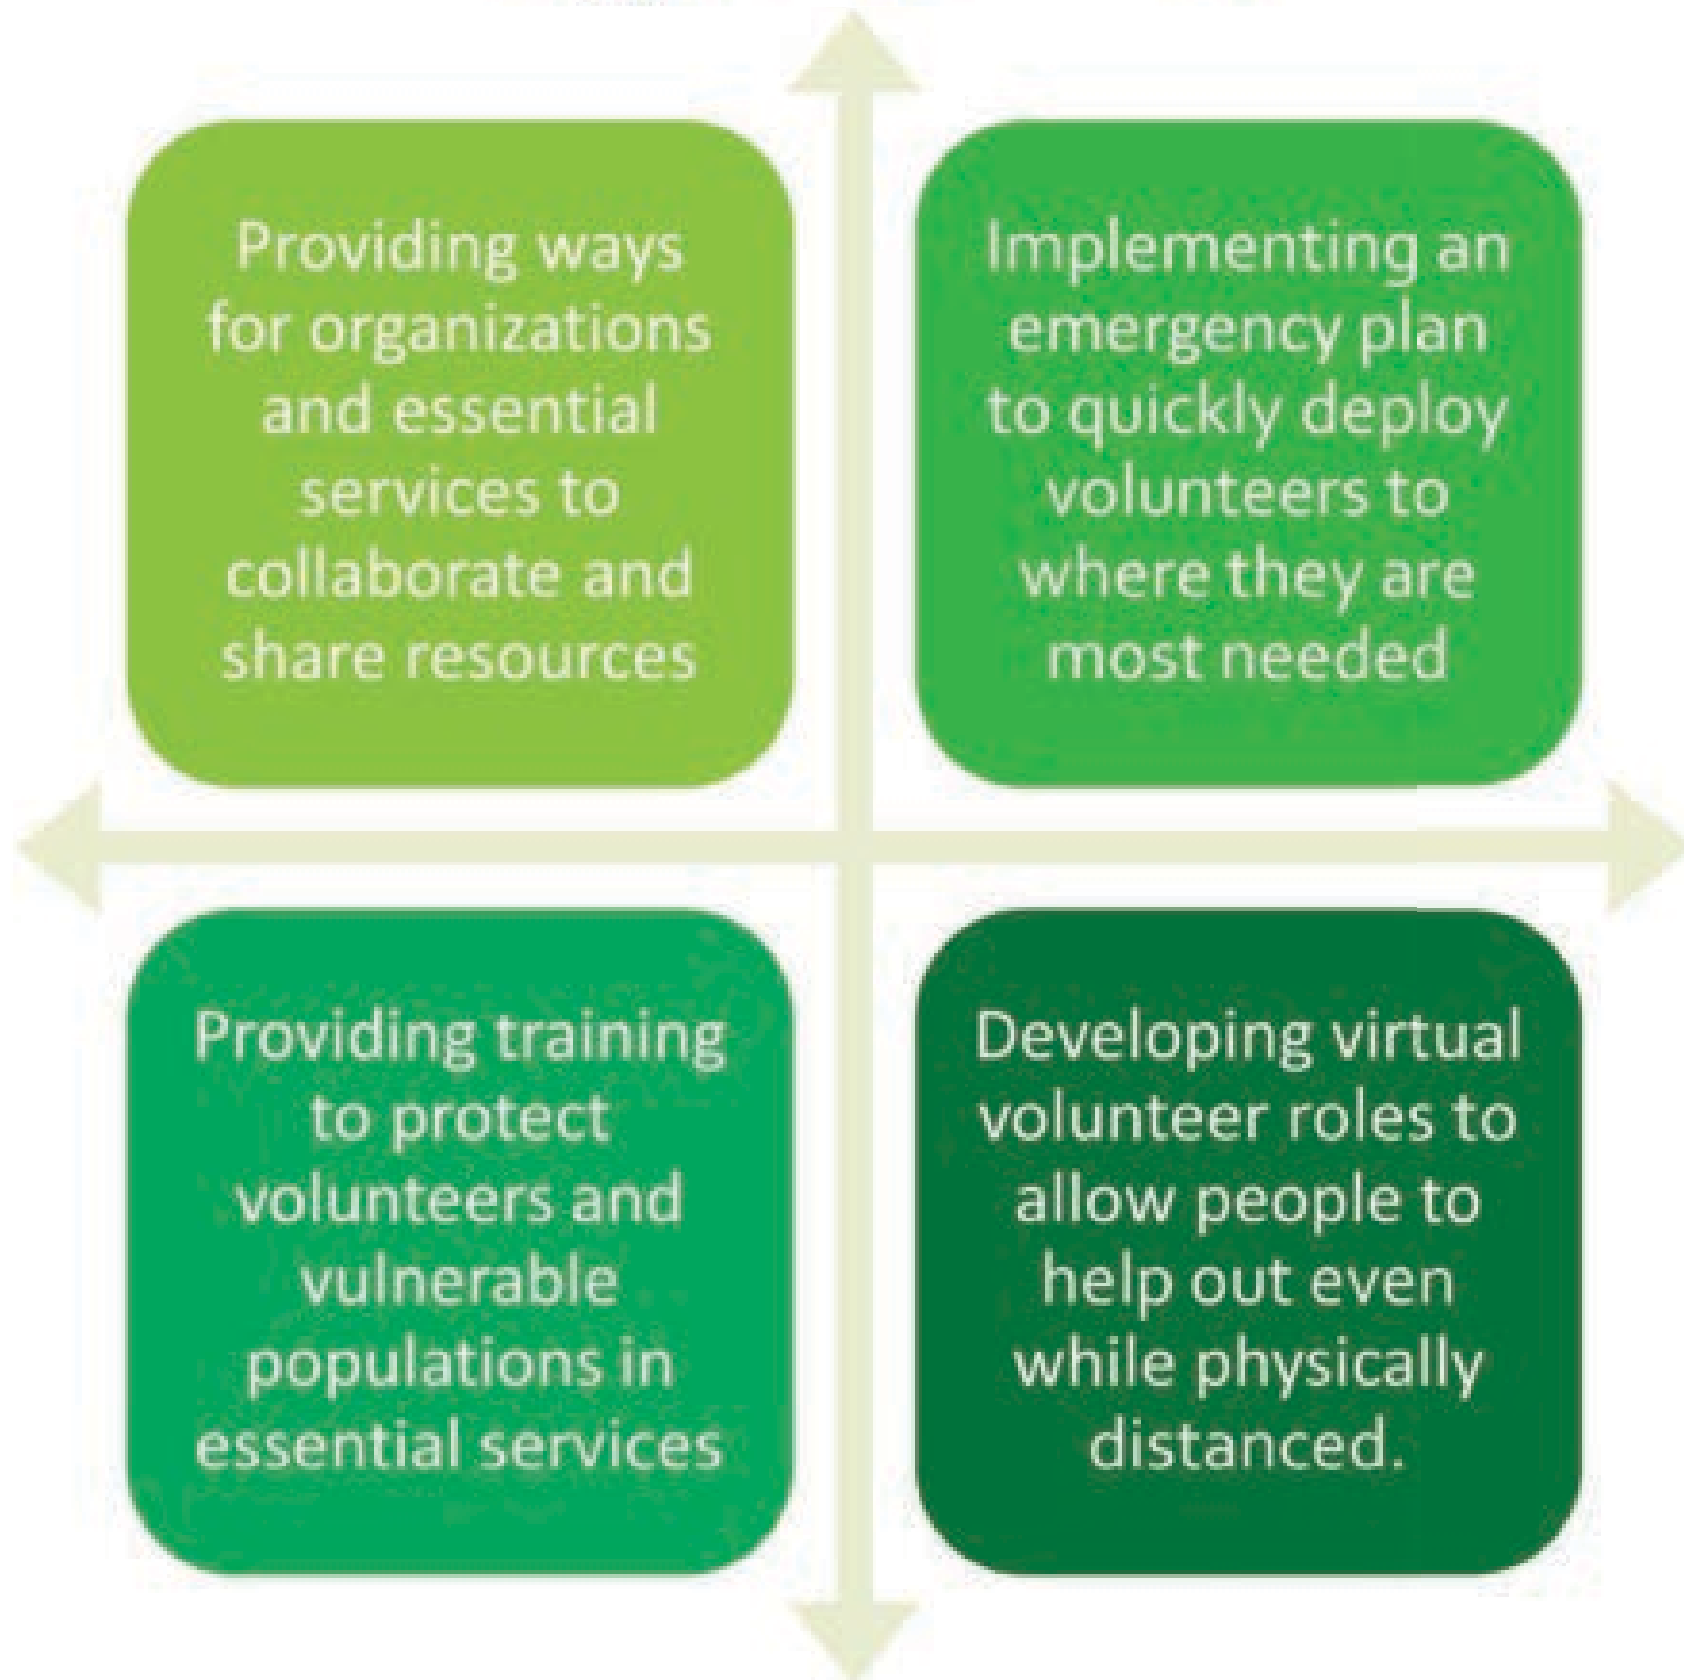 Providing ways
for organizations
and essential
services to
collaborate and
share resources
Implementing an
emergency plan
to quickly deploy
volunteers to
where they are
most needed
Providing training
to protect
volunteers and
vulnerable
populations in
essential services
Developing virtual
volunteer roles to
allow people to
help out even
while physically
distanced.